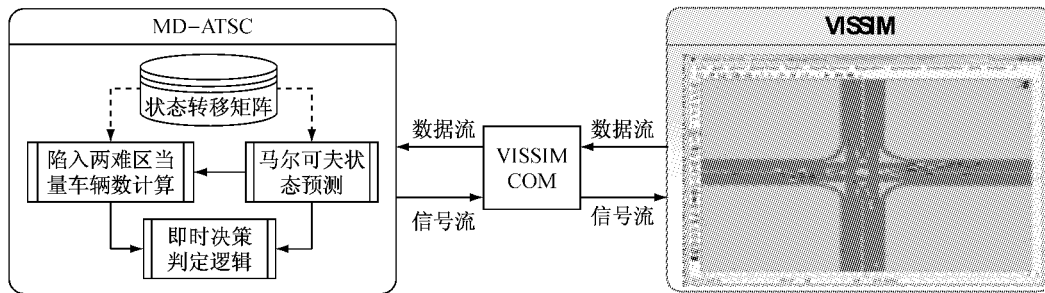 MD-ATSC
状态转移矩阵
陷入两难区当
量车辆数计算
马尔可夫状
态预测
即时决策
判定逻辑
数据流
信号流
VISSIM
COM
数据流
信号流
VISSIM